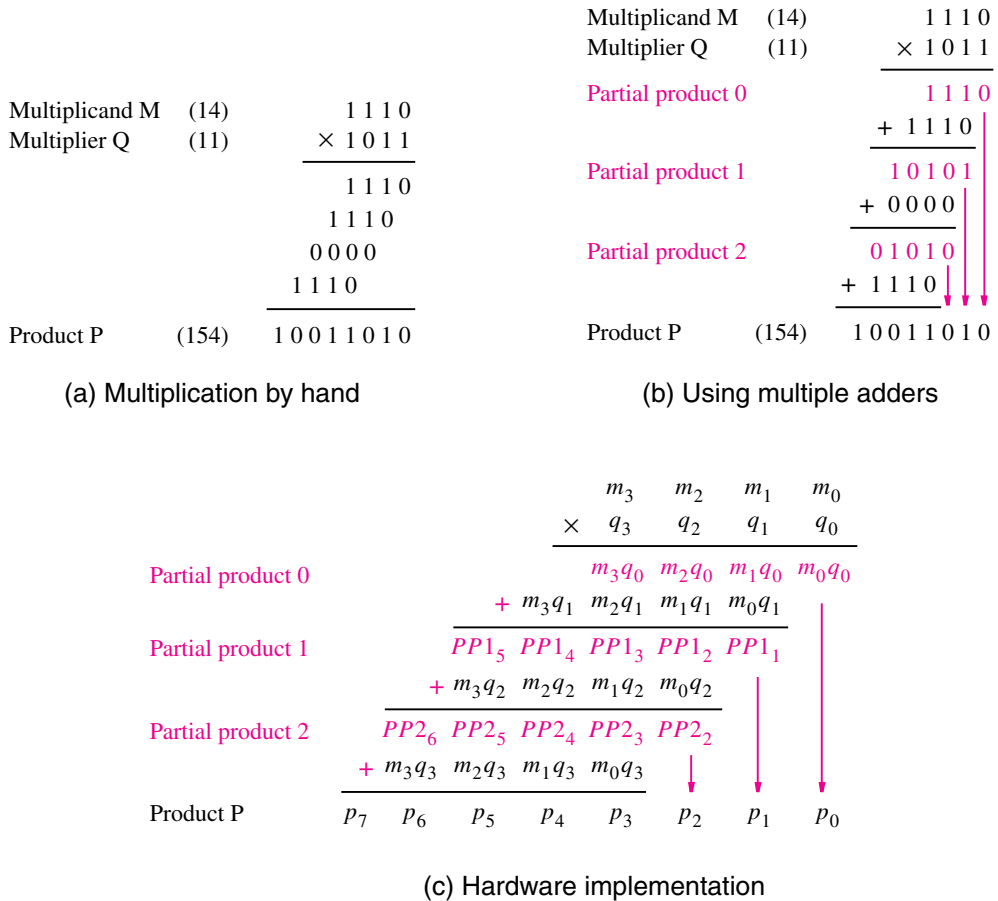 Multiplicand M (14) 1 1 1 0
Multiplier Q (11) × 1 0 1 1
1 1 1 0
1 1 1 0
0 0 0 0
1 1 1 0
Product P (154) 1 0 0 1 1 0 1 0
(a) Multiplication by hand
Multiplicand M (14) 1 1 1 0
Multiplier Q (11) × 1 0 1 1
Partial product 0 1 1 1 0
+ 1 1 1 0
Partial product 1 1 0 1 0 1
+ 0 0 0 0
Partial product 2 0 1 0 1 0
+ 1 1 1 0
Product P (154) 1 0 0 1 1 0 1 0
(b) Using multiple adders
m₃ m₂ m₁ m₀
× q₃ q₂ q₁ q₀
Partial product 0 m₃q₀ m₂q₀ m₁q₀ m₀q₀
+ m₃q₁ m₂q₁ m₁q₁ m₀q₁
Partial product 1 PP1₅ PP1₄ PP1₃ PP1₂ PP1₁
+ m₃q₂ m₂q₂ m₁q₂ m₀q₂
Partial product 2 PP2₆ PP2₅ PP2₄ PP2₃ PP2₂
+ m₃q₃ m₂q₃ m₁q₃ m₀q₃
Product P p₇ p₆ p₅ p₄ p₃ p₂ p₁ p₀
(c) Hardware implementation